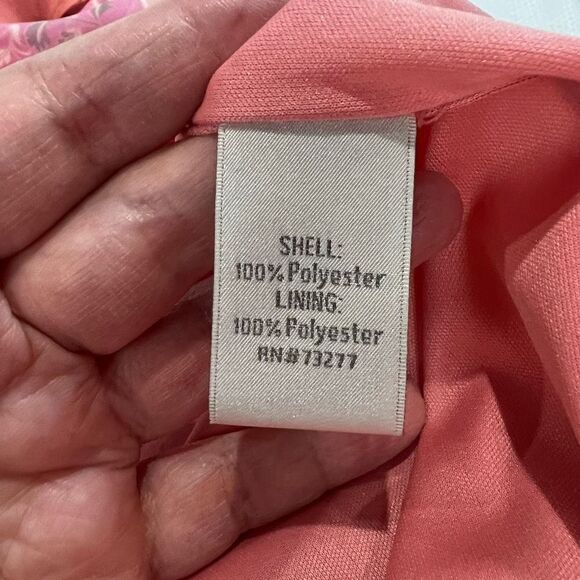 SHELL:
100% Polyester
LINING:
100% Polyester
RN#73277